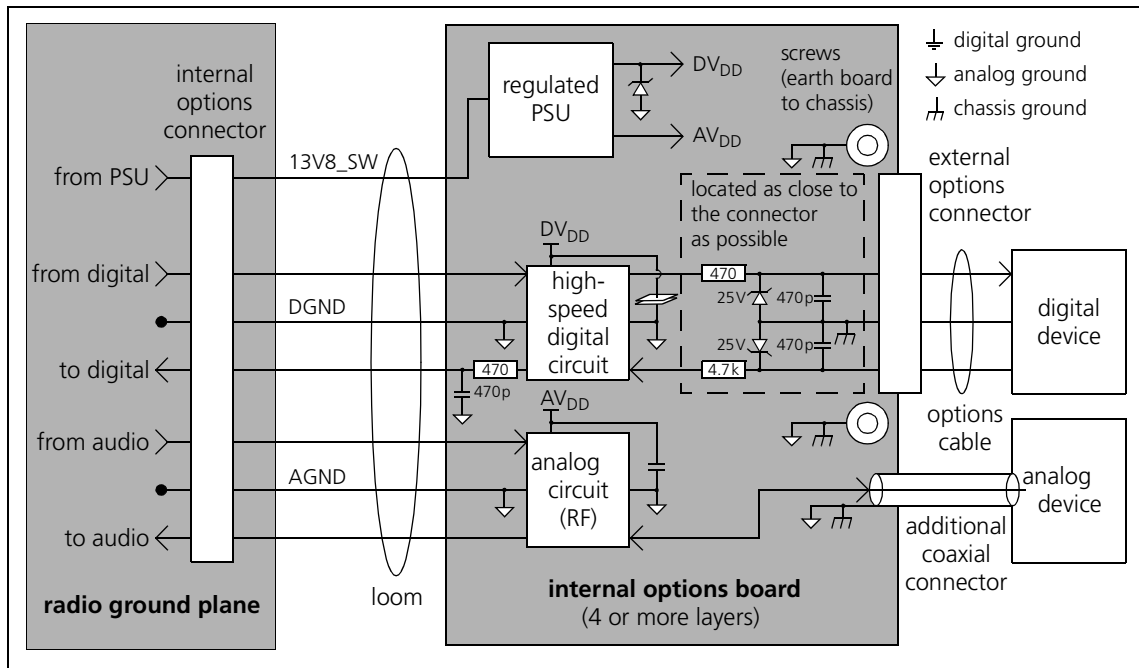 internal
options
connector
from PSU
from digital
to digital
from audio
to audio
radio ground plane
13V8_SW
DGND
AGND
loom
regulated
PSU
DVDD
AVDD
screws
(earth board
to chassis)
digital ground
analog ground
chassis ground
located as close to
the connector
as possible
external
options
connector
DVDD
high-
speed
digital
circuit
470
470p
470
25V
470p
25V
470p
4.7k
digital
device
options
cable
AVDD
analog
circuit
(RF)
analog
device
additional
coaxial
connector
internal options board
(4 or more layers)